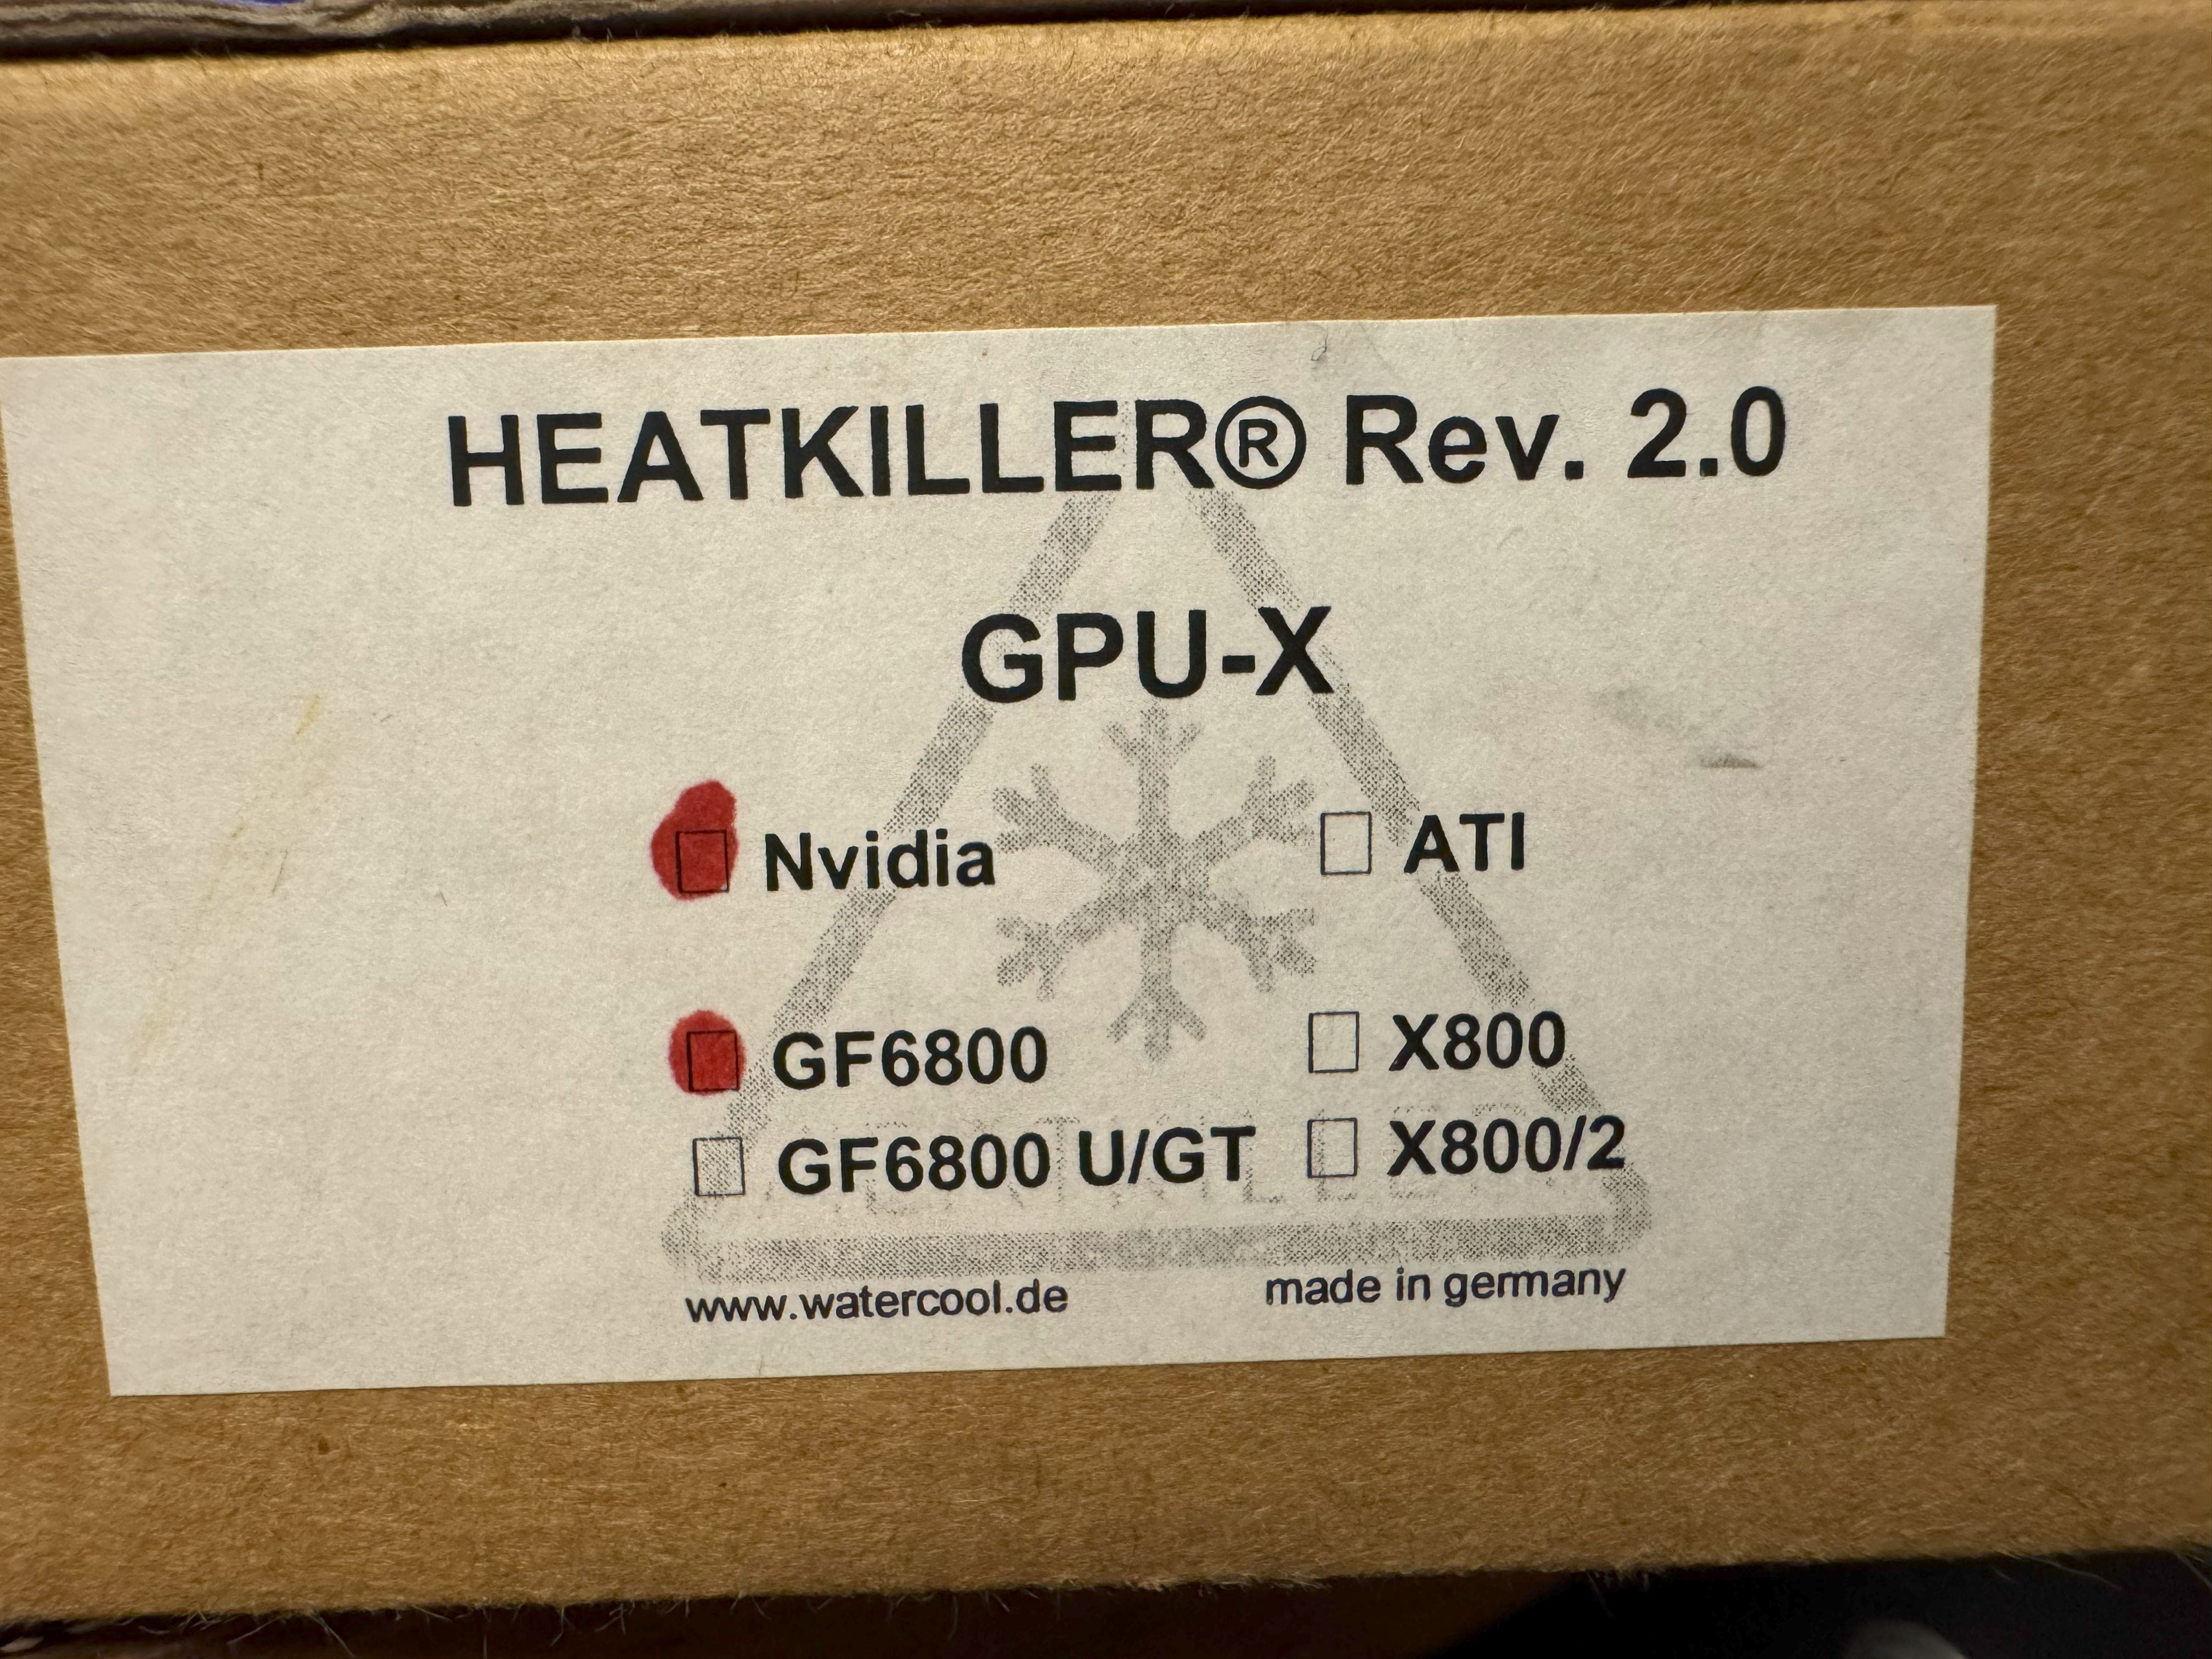 HEATKILLER® Rev. 2.0
GPU-X
Nvidia ATI
GF6800 X800
GF6800 U/GT X800/2
HEATKILLER
www.watercool.de made in germany